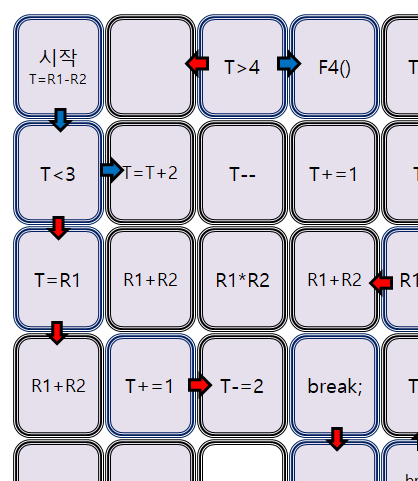 시작
T=R1-R2
T>4
F4()
T<3
T=T+2
T--
T+=1
T=R1
R1+R2
R1*R2
R1+R2
R1
R1+R2
T+=1
T-=2
break;